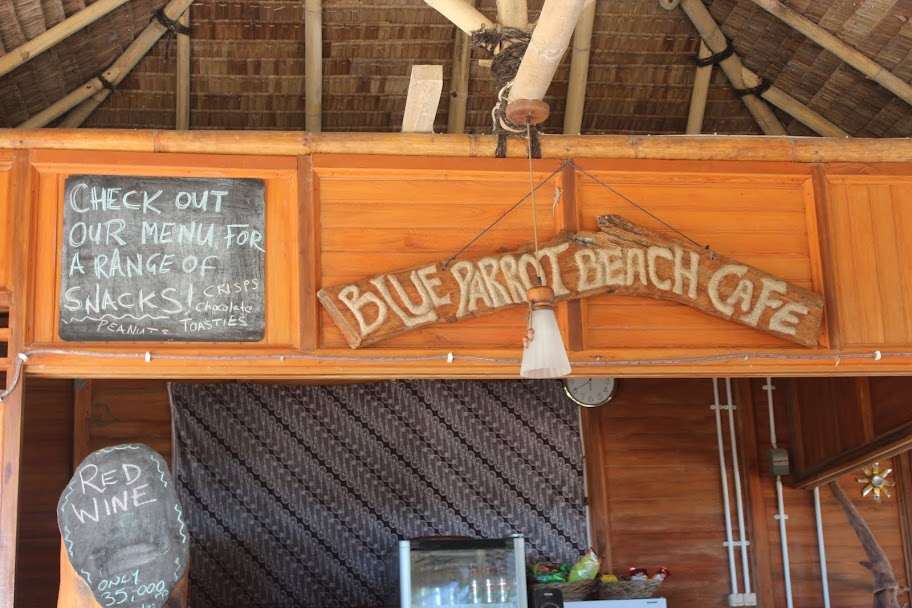 CHECK OUT
OUR MENU FOR
A RANGE OF
SNACKS! CRISPS
chocolate
PEANUTS TOASTIES
BLUE PARROT BEACH CAFE
RED
WINE
ONLY
35,000